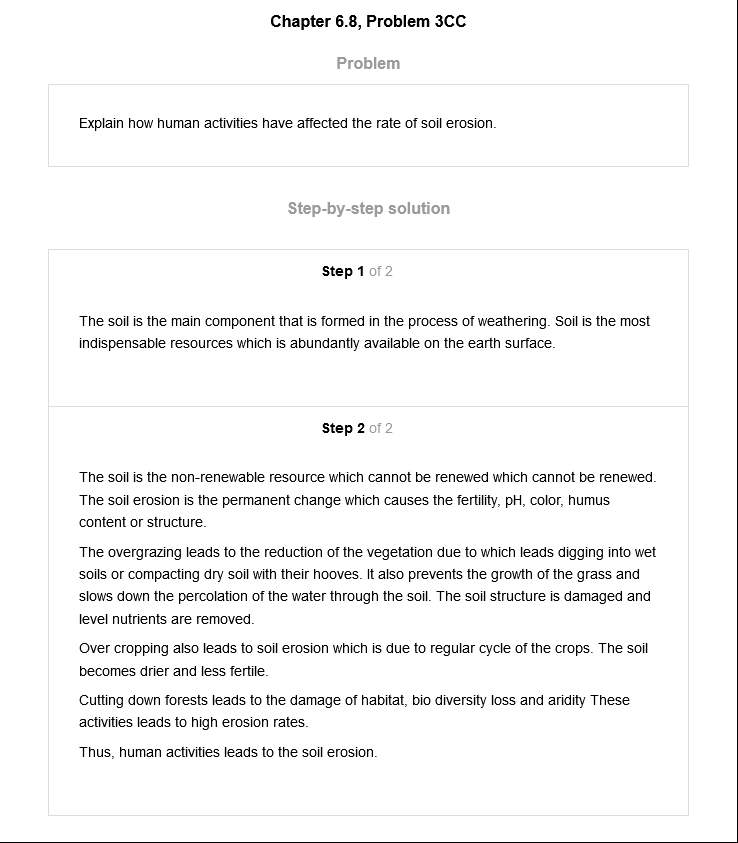 Chapter 6.8, Problem 3CC
Problem
Explain how human activities have affected the rate of soil erosion.
Step-by-step solution
Step 1 of 2
The soil is the main component that is formed in the process of weathering. Soil is the most
indispensable resources which is abundantly available on the earth surface.
Step 2 of 2
The soil is the non-renewable resource which cannot be renewed which cannot be renewed.
The soil erosion is the permanent change which causes the fertility, pH, color, humus
content or structure.
The overgrazing leads to the reduction of the vegetation due to which leads digging into wet
soils or compacting dry soil with their hooves. It also prevents the growth of the grass and
slows down the percolation of the water through the soil. The soil structure is damaged and
level nutrients are removed.
Over cropping also leads to soil erosion which is due to regular cycle of the crops. The soil
becomes drier and less fertile.
Cutting down forests leads to the damage of habitat, bio diversity loss and aridity These
activities leads to high erosion rates.
Thus, human activities leads to the soil erosion.